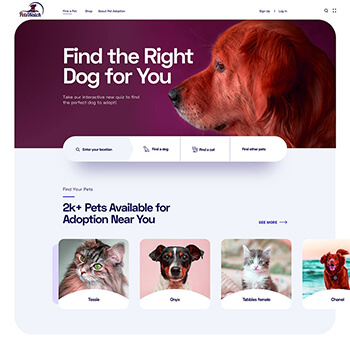 PetsWatch
Find a Pet Shop About Pet Adoption
Sign Up Log In
Find the Right
Dog for You
Take our interactive new quiz to find
the perfect dog to adopt!
Enter your location
Find a dog
Find a cat
Find other pets
Find Your Pets
2k+ Pets Available for
Adoption Near You
SEE MORE
Tessie
Onyx
Tabbies female
Chanel